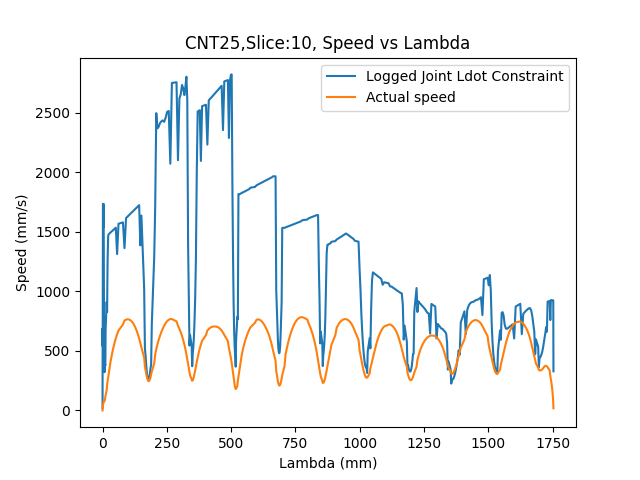 CNT25,Slice:10, Speed vs Lambda
Logged Joint Ldot Constraint
Actual speed
Speed (mm/s)
2500
2000
1500
1000
500
0
0 250 500 750 1000 1250 1500 1750
Lambda (mm)